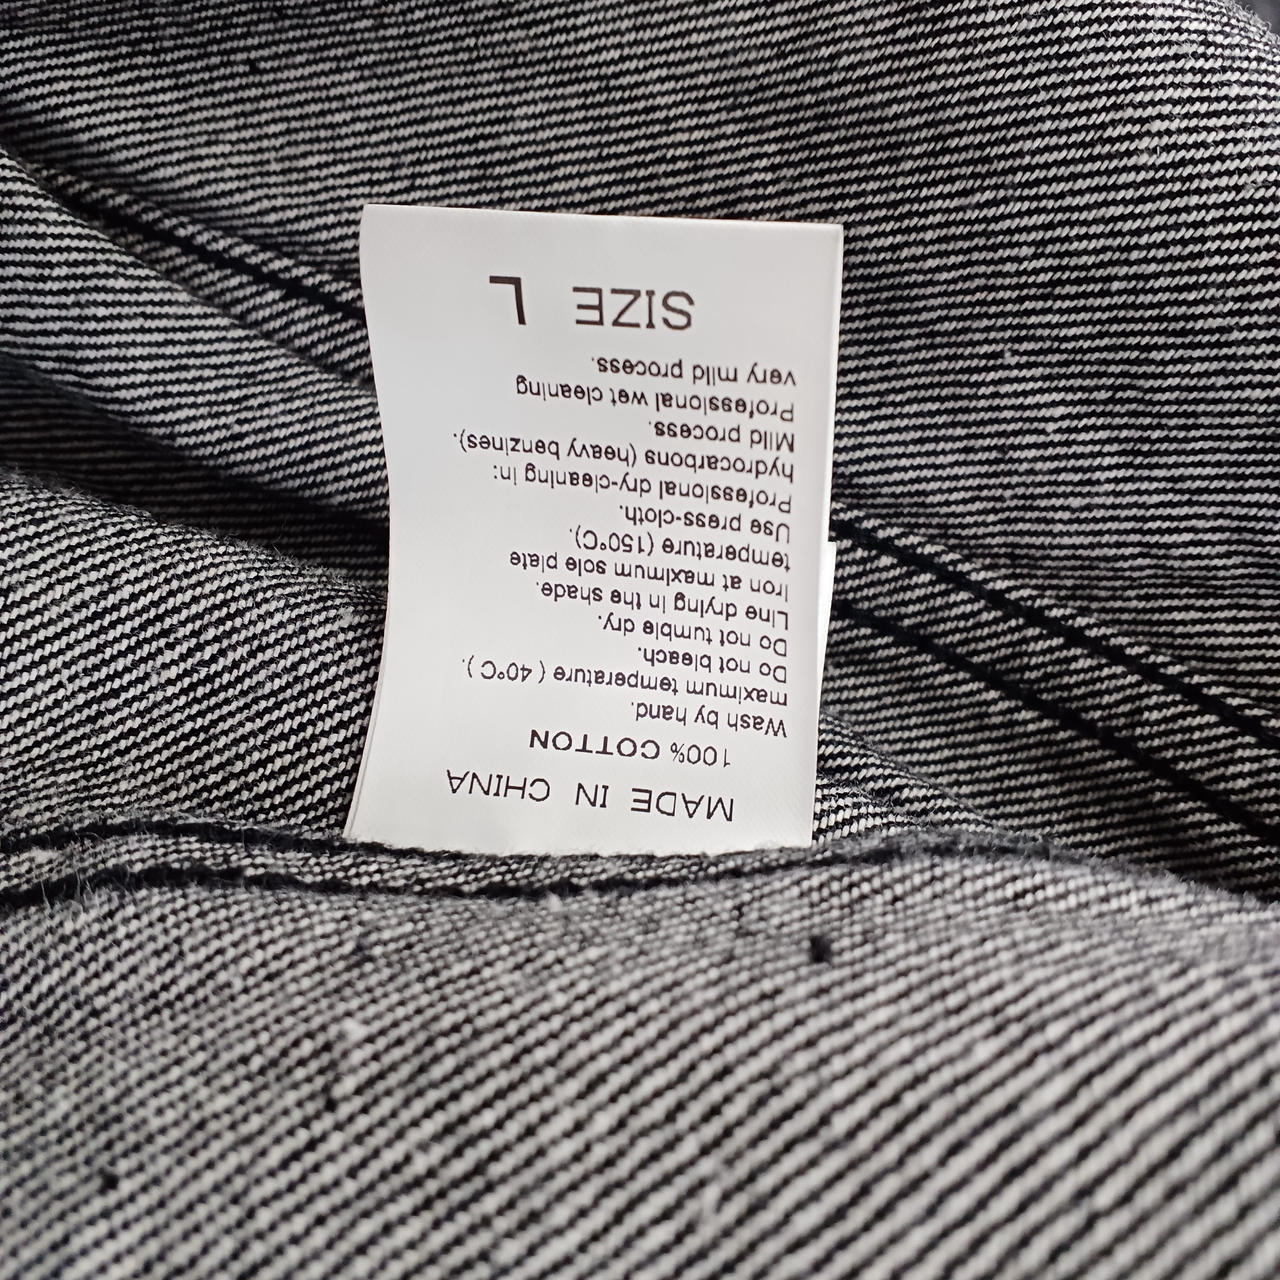 MADE IN CHINA
100% COTTON
Wash by hand.
maximum temperature ( 40°C ).
Do not bleach.
Do not tumble dry.
Line drying in the shade.
Iron at maximum sole plate
temperature (150°C).
Use press-cloth.
Professional dry-cleaning in:
hydrocarbons (heavy benzines).
Mild process.
Professional wet cleaning
very mild process.
SIZE L